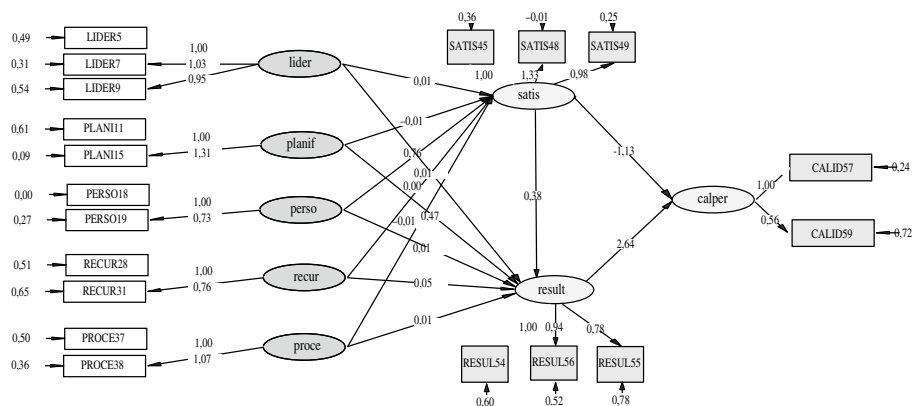 0,36 –0,01 0,25
0,49 LIDER5 SATIS45 SATIS48 SATIS49
1,00
0,31 LIDER7 1,03 lider
0,54 LIDER9 0,95 1,00 1,33 0,98
0,01 satis
0,61 PLANI11 –0,01
1,00 planif
0,09 PLANI15 1,31 0,76 -1,13
0,01
0,00 CALID57 0,24
0,00 PERSO18 1,00
1,00 0,38 calper
0,27 PERSO19 0,73 perso –0,01 0,47 0,56
0,01 CALID59 0,72
2,64
0,51 RECUR28
1,00 recur
0,65 RECUR31 0,76 0,05 result
0,01
0,50 PROCE37 1,00 0,94 0,78
1,00 proce
0,36 PROCE38 1,07 RESUL54 RESUL56 RESUL55
0,60 0,52 0,78